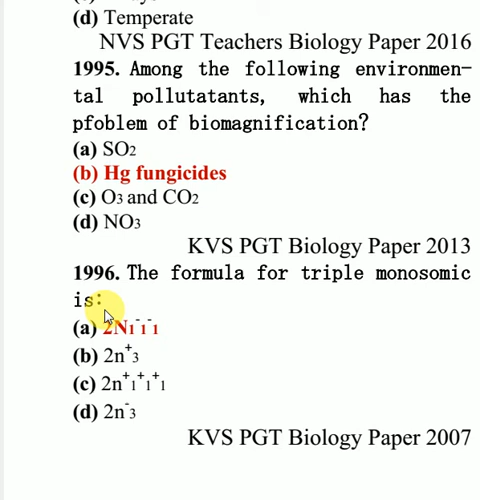 (d) Temperate
NVS PGT Teachers Biology Paper 2016
1995. Among the following environmen-
tal pollutatants, which has the
pfoblem of biomagnification?
(a) SO2
(b) Hg fungicides
(c) O3 and CO2
(d) NO3
KVS PGT Biology Paper 2013
1996. The formula for triple monosomic
is:
(a) 2N1⁻1⁻1
(b) 2n⁺3
(c) 2n⁺1⁺1⁺1
(d) 2n⁻3
KVS PGT Biology Paper 2007